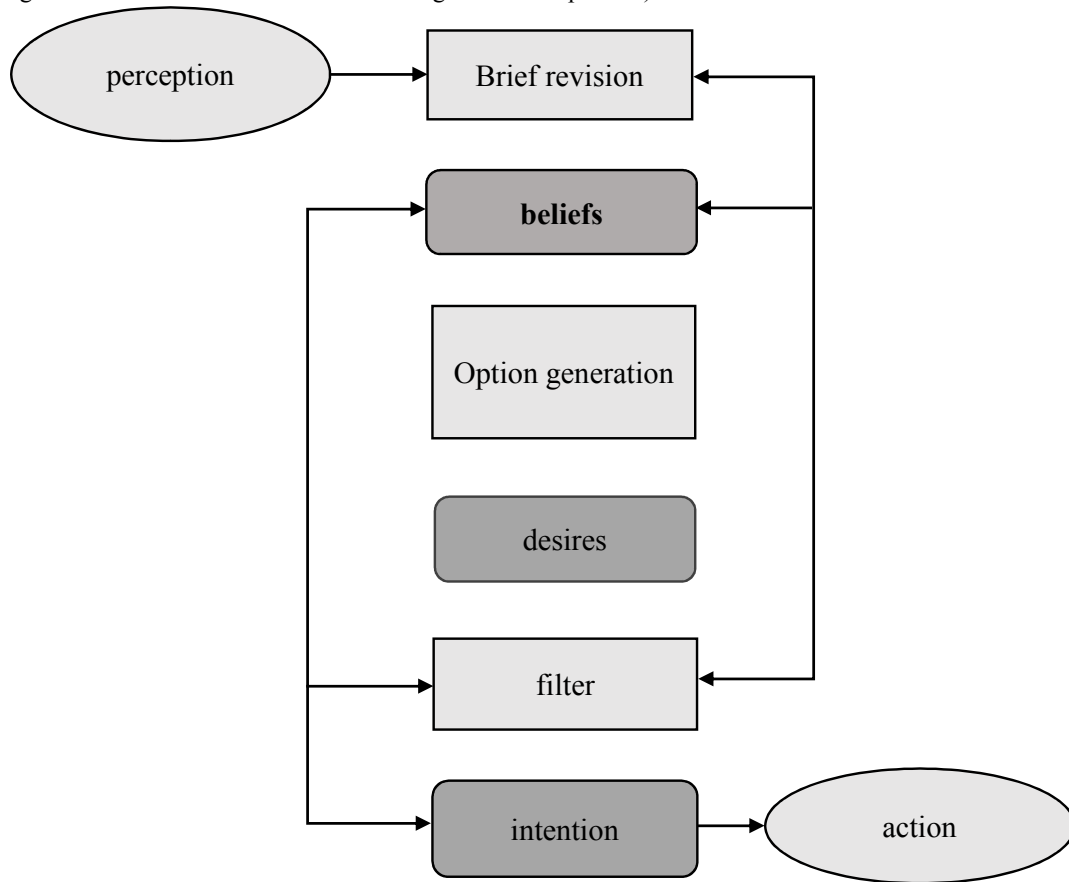 perception
Brief revision
beliefs
Option generation
desires
filter
intention
action